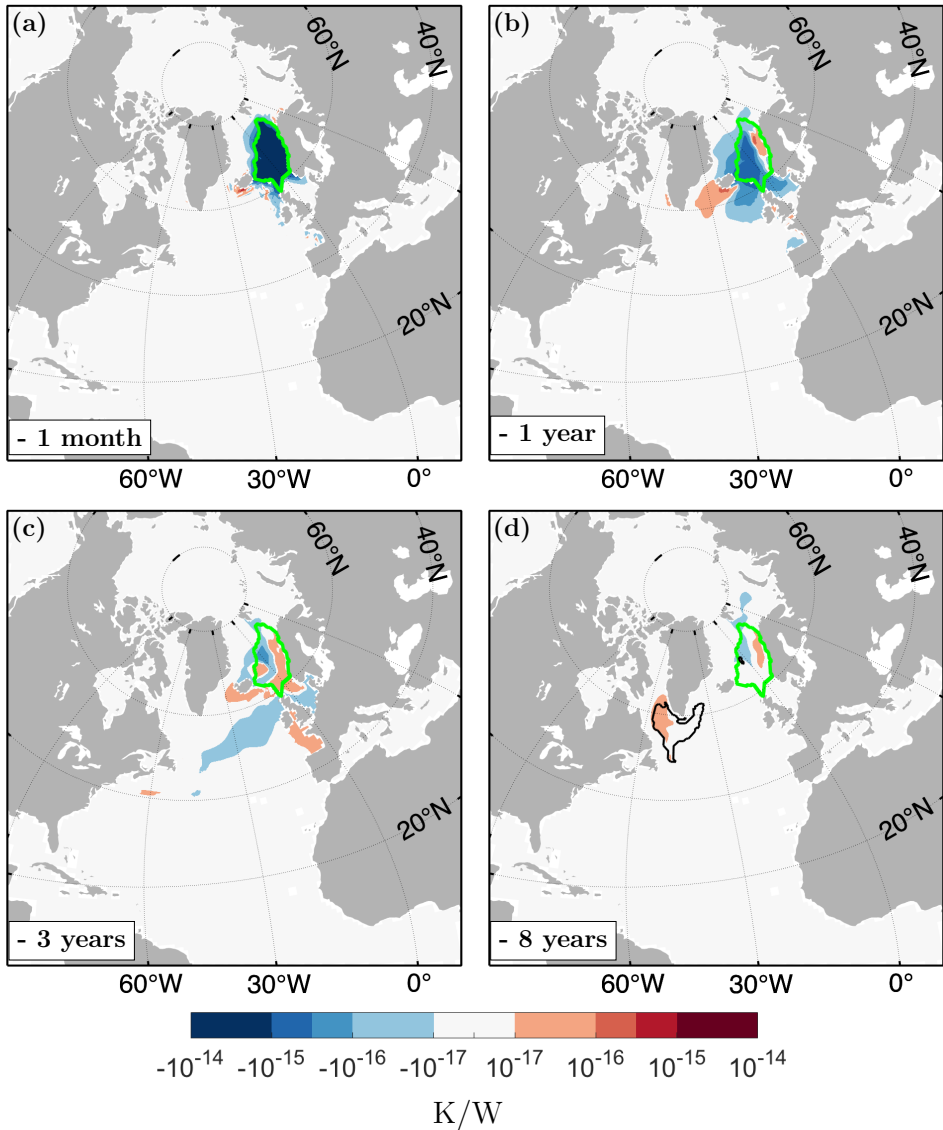 (a)
60°N
40°N
20°N
- 1 month
60°W
30°W
0°
(b)
60°N
40°N
20°N
- 1 year
60°W
30°W
0°
(c)
60°N
40°N
20°N
- 3 years
60°W
30°W
0°
(d)
60°N
40°N
20°N
- 8 years
60°W
30°W
0°
-10⁻¹⁴ -10⁻¹⁵ -10⁻¹⁶ -10⁻¹⁷ 10⁻¹⁷ 10⁻¹⁶ 10⁻¹⁵ 10⁻¹⁴
K/W